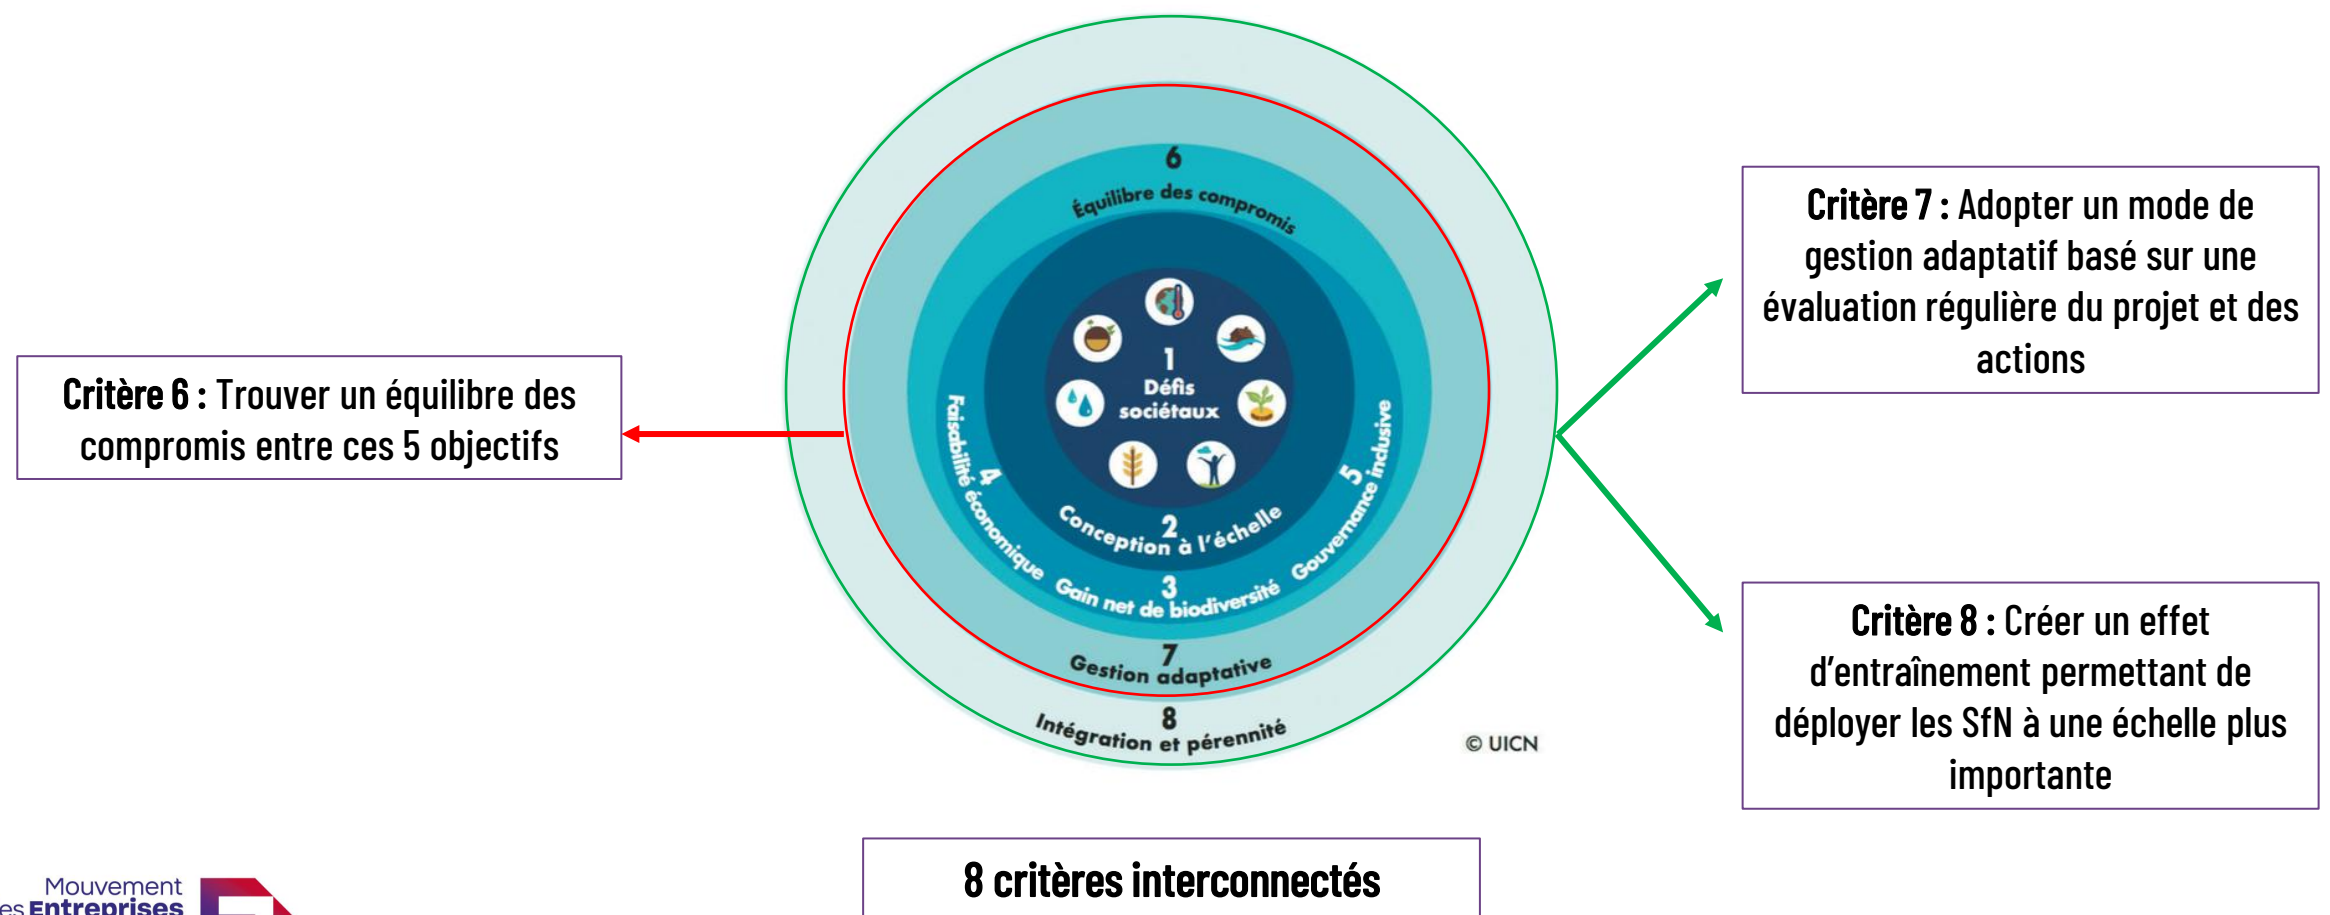 6
Équilibre des compromis
1
Défis
sociétaux
4
Faisabilité économique
5
Gouvernance inclusive
2
Conception à l'échelle
3
Gain net de biodiversité
7
Gestion adaptative
8
Intégration et pérennité
© UICN
Critère 6 : Trouver un équilibre des
compromis entre ces 5 objectifs
Critère 7 : Adopter un mode de
gestion adaptatif basé sur une
évaluation régulière du projet et des
actions
Critère 8 : Créer un effet
d'entraînement permettant de
déployer les SfN à une échelle plus
importante
8 critères interconnectés
Mouvement
es Entreprises